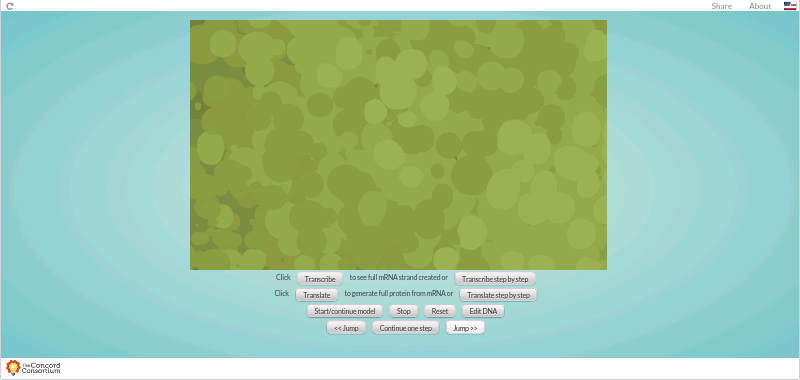 Share About
Click Transcribe to see full mRNA strand created or Transcribe step by step
Click Translate to generate full protein from mRNA or Translate step by step
Start/continue model Stop Reset Edit DNA
<< Jump Continue one step Jump >>
The Concord
Consortium